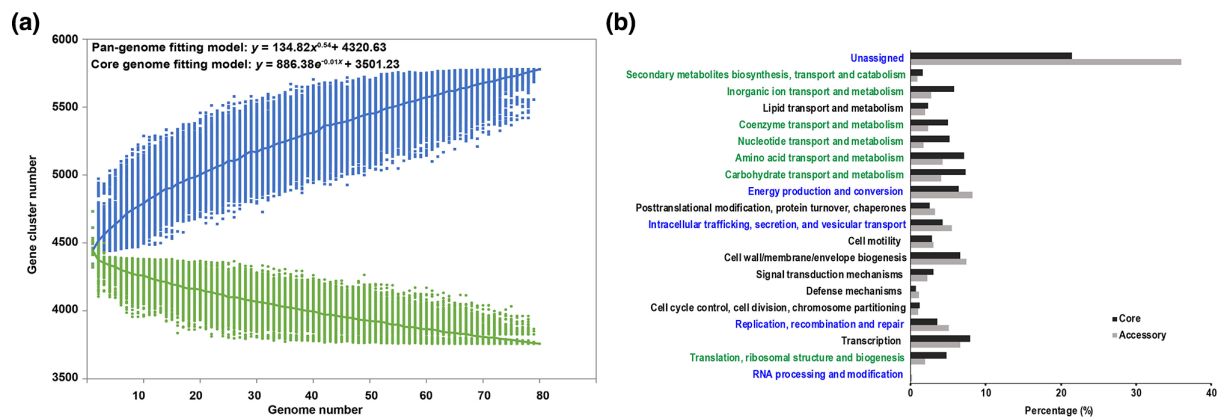 (a)
Pan-genome fitting model: y = 134.82x^0.54 + 4320.63
Core genome fitting model: y = 886.38e^-0.01X + 3501.23
Gene cluster number
6000
5500
5000
4500
4000
3500
10 20 30 40 50 60 70 80
Genome number
(b)
Unassigned
Secondary metabolites biosynthesis, transport and catabolism
Inorganic ion transport and metabolism
Lipid transport and metabolism
Coenzyme transport and metabolism
Nucleotide transport and metabolism
Amino acid transport and metabolism
Carbohydrate transport and metabolism
Energy production and conversion
Posttranslational modification, protein turnover, chaperones
Intracellular trafficking, secretion, and vesicular transport
Cell motility
Cell wall/membrane/envelope biogenesis
Signal transduction mechanisms
Defense mechanisms
Cell cycle control, cell division, chromosome partitioning
Replication, recombination and repair
Transcription
Translation, ribosomal structure and biogenesis
RNA processing and modification
Core
Accessory
0 10 20 30 40
Percentage (%)